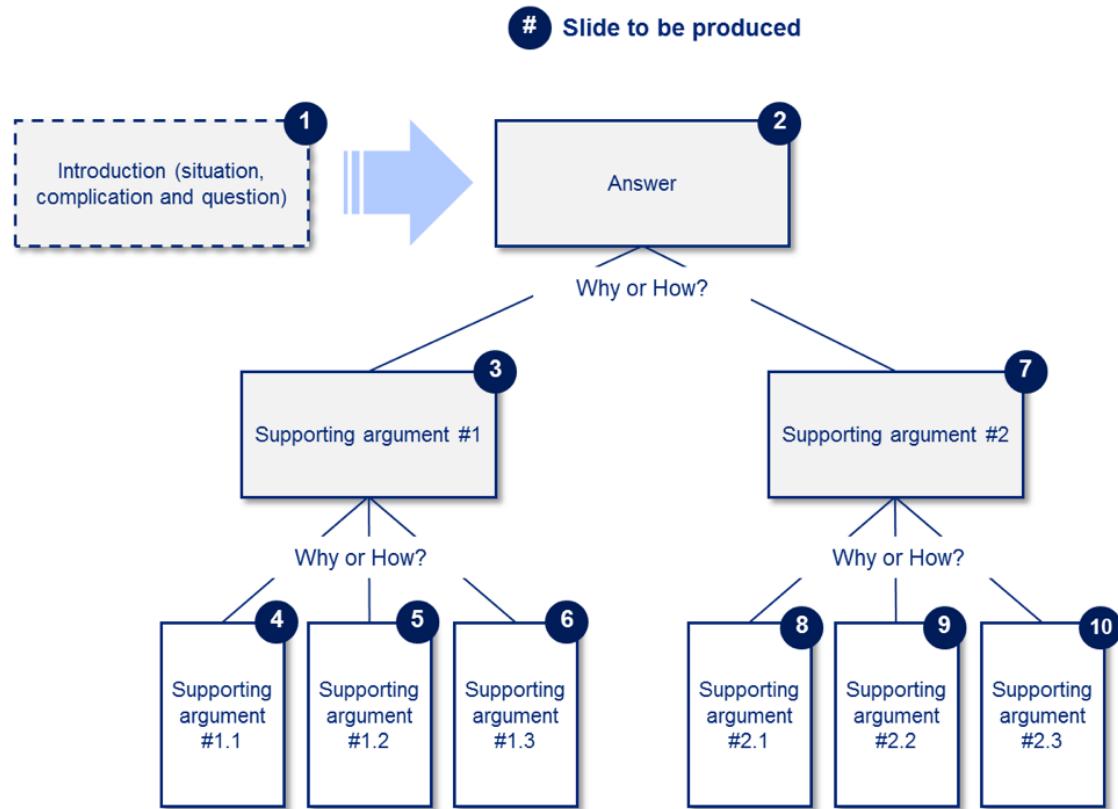 # Slide to be produced
1
Introduction (situation,
complication and question)
2
Answer
Why or How?
3
Supporting argument #1
7
Supporting argument #2
Why or How?
Why or How?
4
Supporting
argument
#1.1
5
Supporting
argument
#1.2
6
Supporting
argument
#1.3
8
Supporting
argument
#2.1
9
Supporting
argument
#2.2
10
Supporting
argument
#2.3